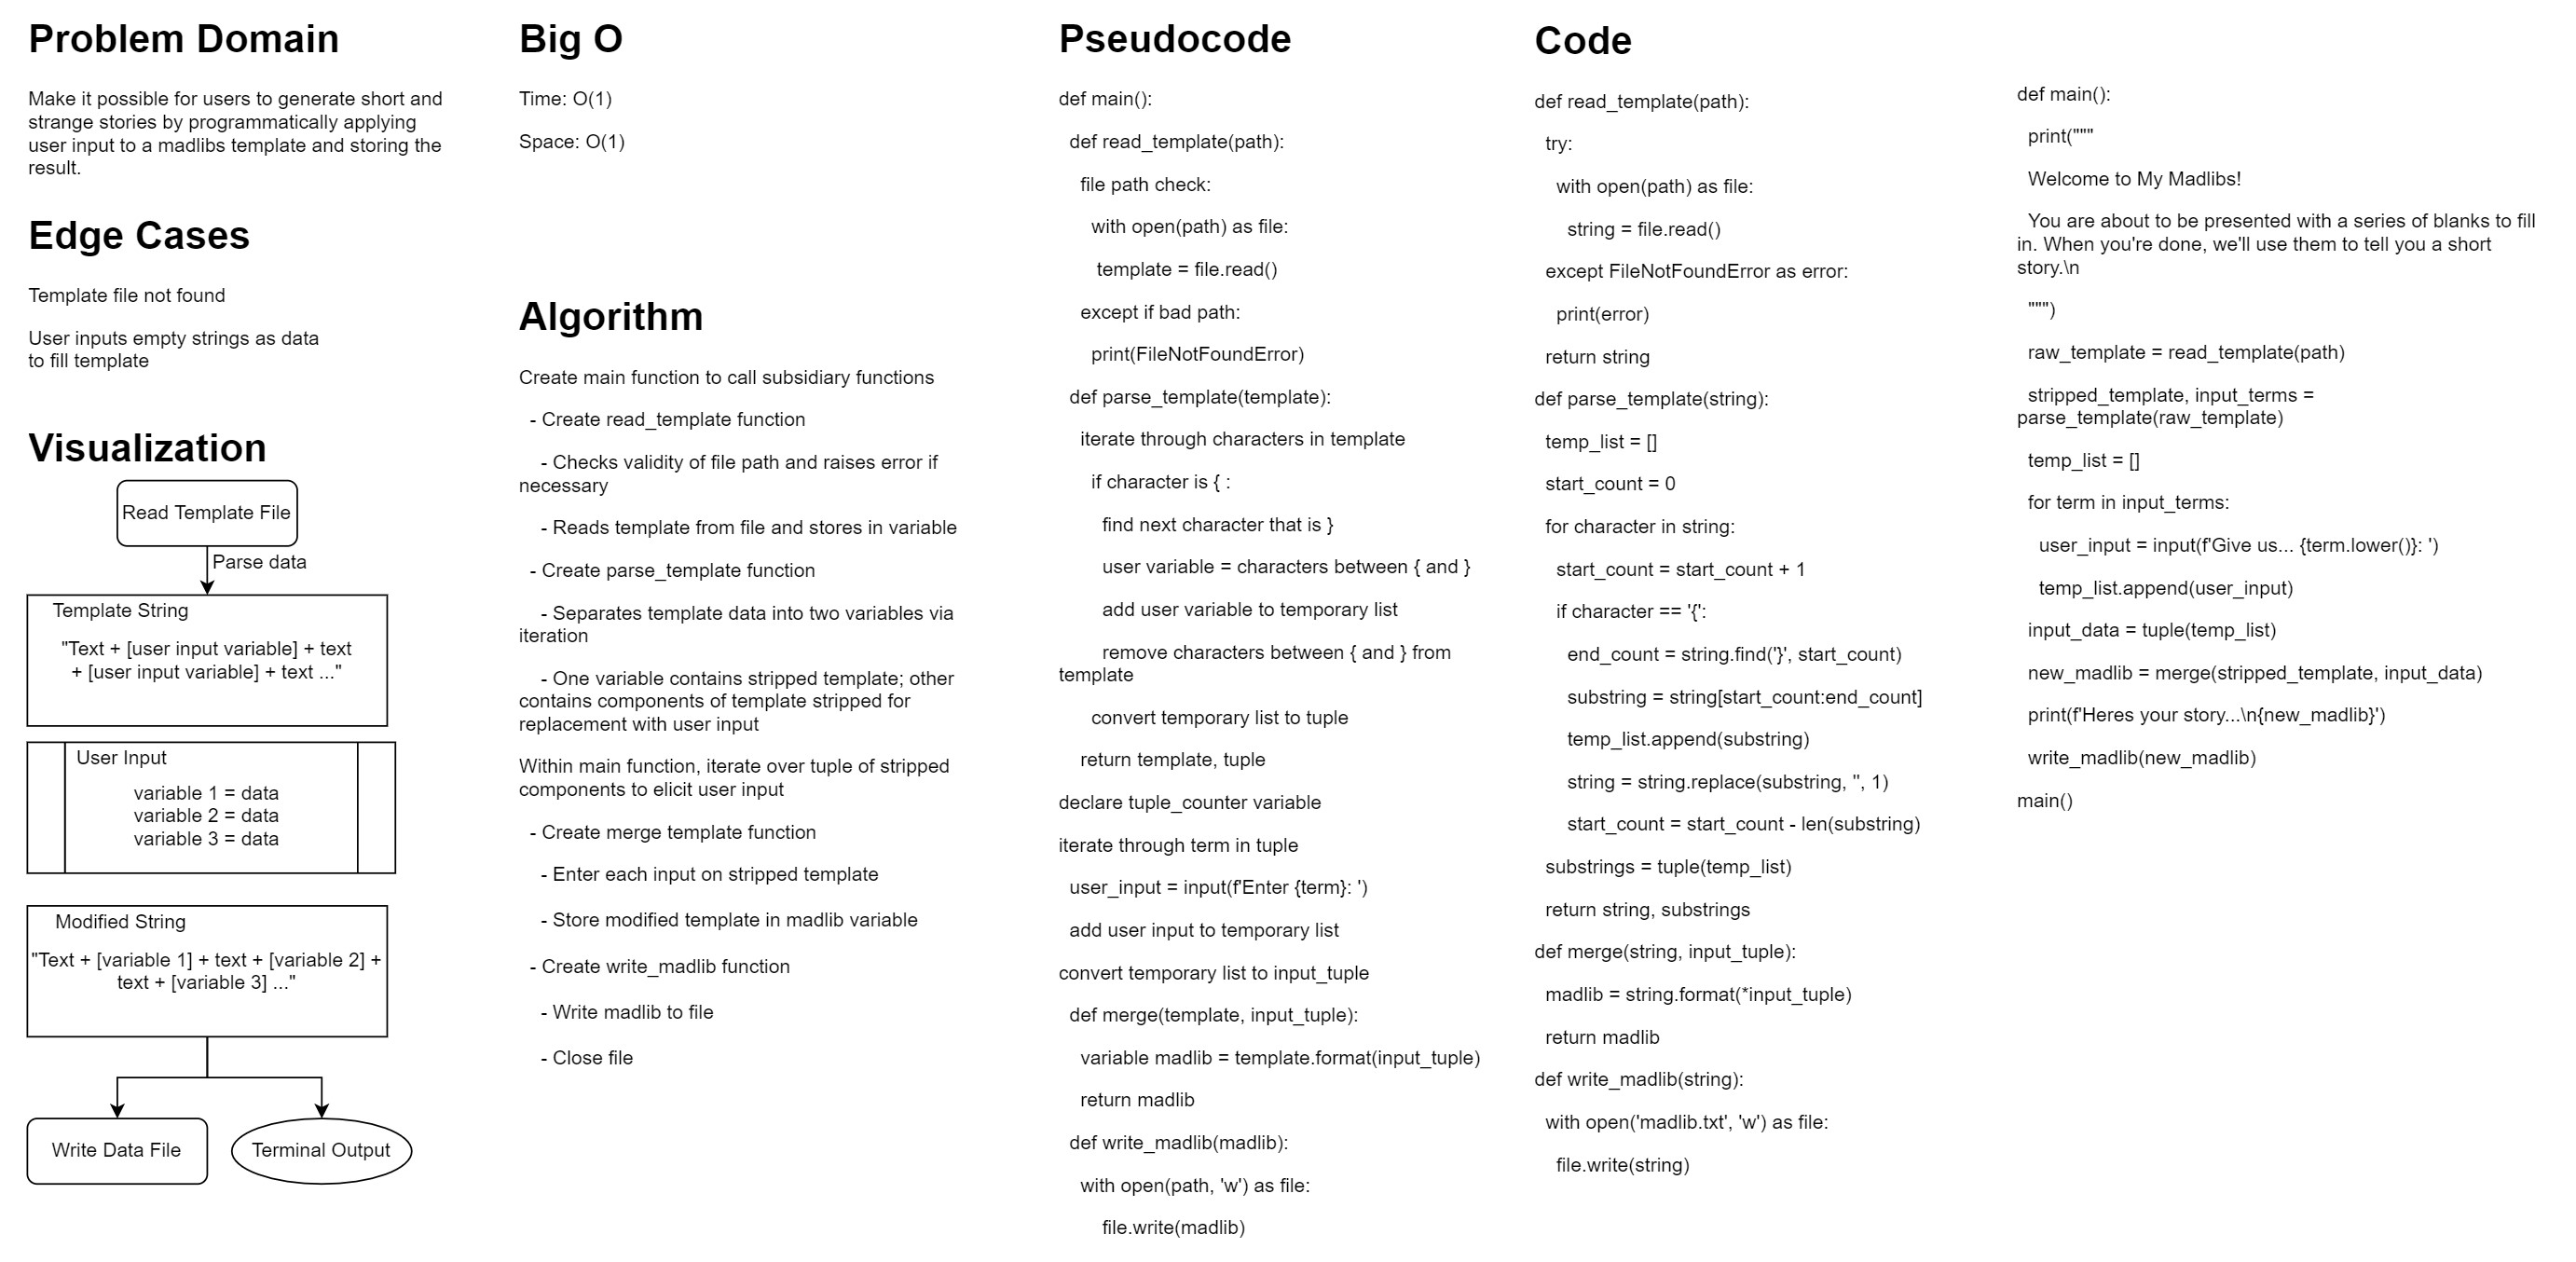 Problem Domain
Make it possible for users to generate short and
strange stories by programmatically applying
user input to a madlibs template and storing the
result.
Edge Cases
Template file not found
User inputs empty strings as data
to fill template
Visualization
Read Template File
Parse data
Template String
"Text + [user input variable] + text
+ [user input variable] + text ..."
User Input
variable 1 = data
variable 2 = data
variable 3 = data
Modified String
"Text + [variable 1] + text + [variable 2] +
text + [variable 3] ..."
Write Data File
Terminal Output
Big O
Time: O(1)
Space: O(1)
Algorithm
Create main function to call subsidiary functions
- Create read_template function
- Checks validity of file path and raises error if
necessary
- Reads template from file and stores in variable
- Create parse_template function
- Separates template data into two variables via
iteration
- One variable contains stripped template; other
contains components of template stripped for
replacement with user input
Within main function, iterate over tuple of stripped
components to elicit user input
- Create merge template function
- Enter each input on stripped template
- Store modified template in madlib variable
- Create write_madlib function
- Write madlib to file
- Close file
Pseudocode
def main():
def read_template(path):
file path check:
with open(path) as file:
template = file.read()
except if bad path:
print(FileNotFoundError)
def parse_template(template):
iterate through characters in template
if character is { :
find next character that is }
user variable = characters between { and }
add user variable to temporary list
remove characters between { and } from
template
convert temporary list to tuple
return template, tuple
declare tuple_counter variable
iterate through term in tuple
user_input = input(f'Enter {term}: ')
add user input to temporary list
convert temporary list to input_tuple
def merge(template, input_tuple):
variable madlib = template.format(input_tuple)
return madlib
def write_madlib(madlib):
with open(path, 'w') as file:
file.write(madlib)
Code
def read_template(path):
try:
with open(path) as file:
string = file.read()
except FileNotFoundError as error:
print(error)
return string
def parse_template(string):
temp_list = []
start_count = 0
for character in string:
start_count = start_count + 1
if character == '{':
end_count = string.find('}', start_count)
substring = string[start_count:end_count]
temp_list.append(substring)
string = string.replace(substring, '', 1)
start_count = start_count - len(substring)
substrings = tuple(temp_list)
return string, substrings
def merge(string, input_tuple):
madlib = string.format(*input_tuple)
return madlib
def write_madlib(string):
with open('madlib.txt', 'w') as file:
file.write(string)
def main():
print("""
Welcome to My Madlibs!
You are about to be presented with a series of blanks to fill
in. When you're done, we'll use them to tell you a short
story.\n
""")
raw_template = read_template(path)
stripped_template, input_terms =
parse_template(raw_template)
temp_list = []
for term in input_terms:
user_input = input(f'Give us... {term.lower()}: ')
temp_list.append(user_input)
input_data = tuple(temp_list)
new_madlib = merge(stripped_template, input_data)
print(f'Heres your story...\n{new_madlib}')
write_madlib(new_madlib)
main()